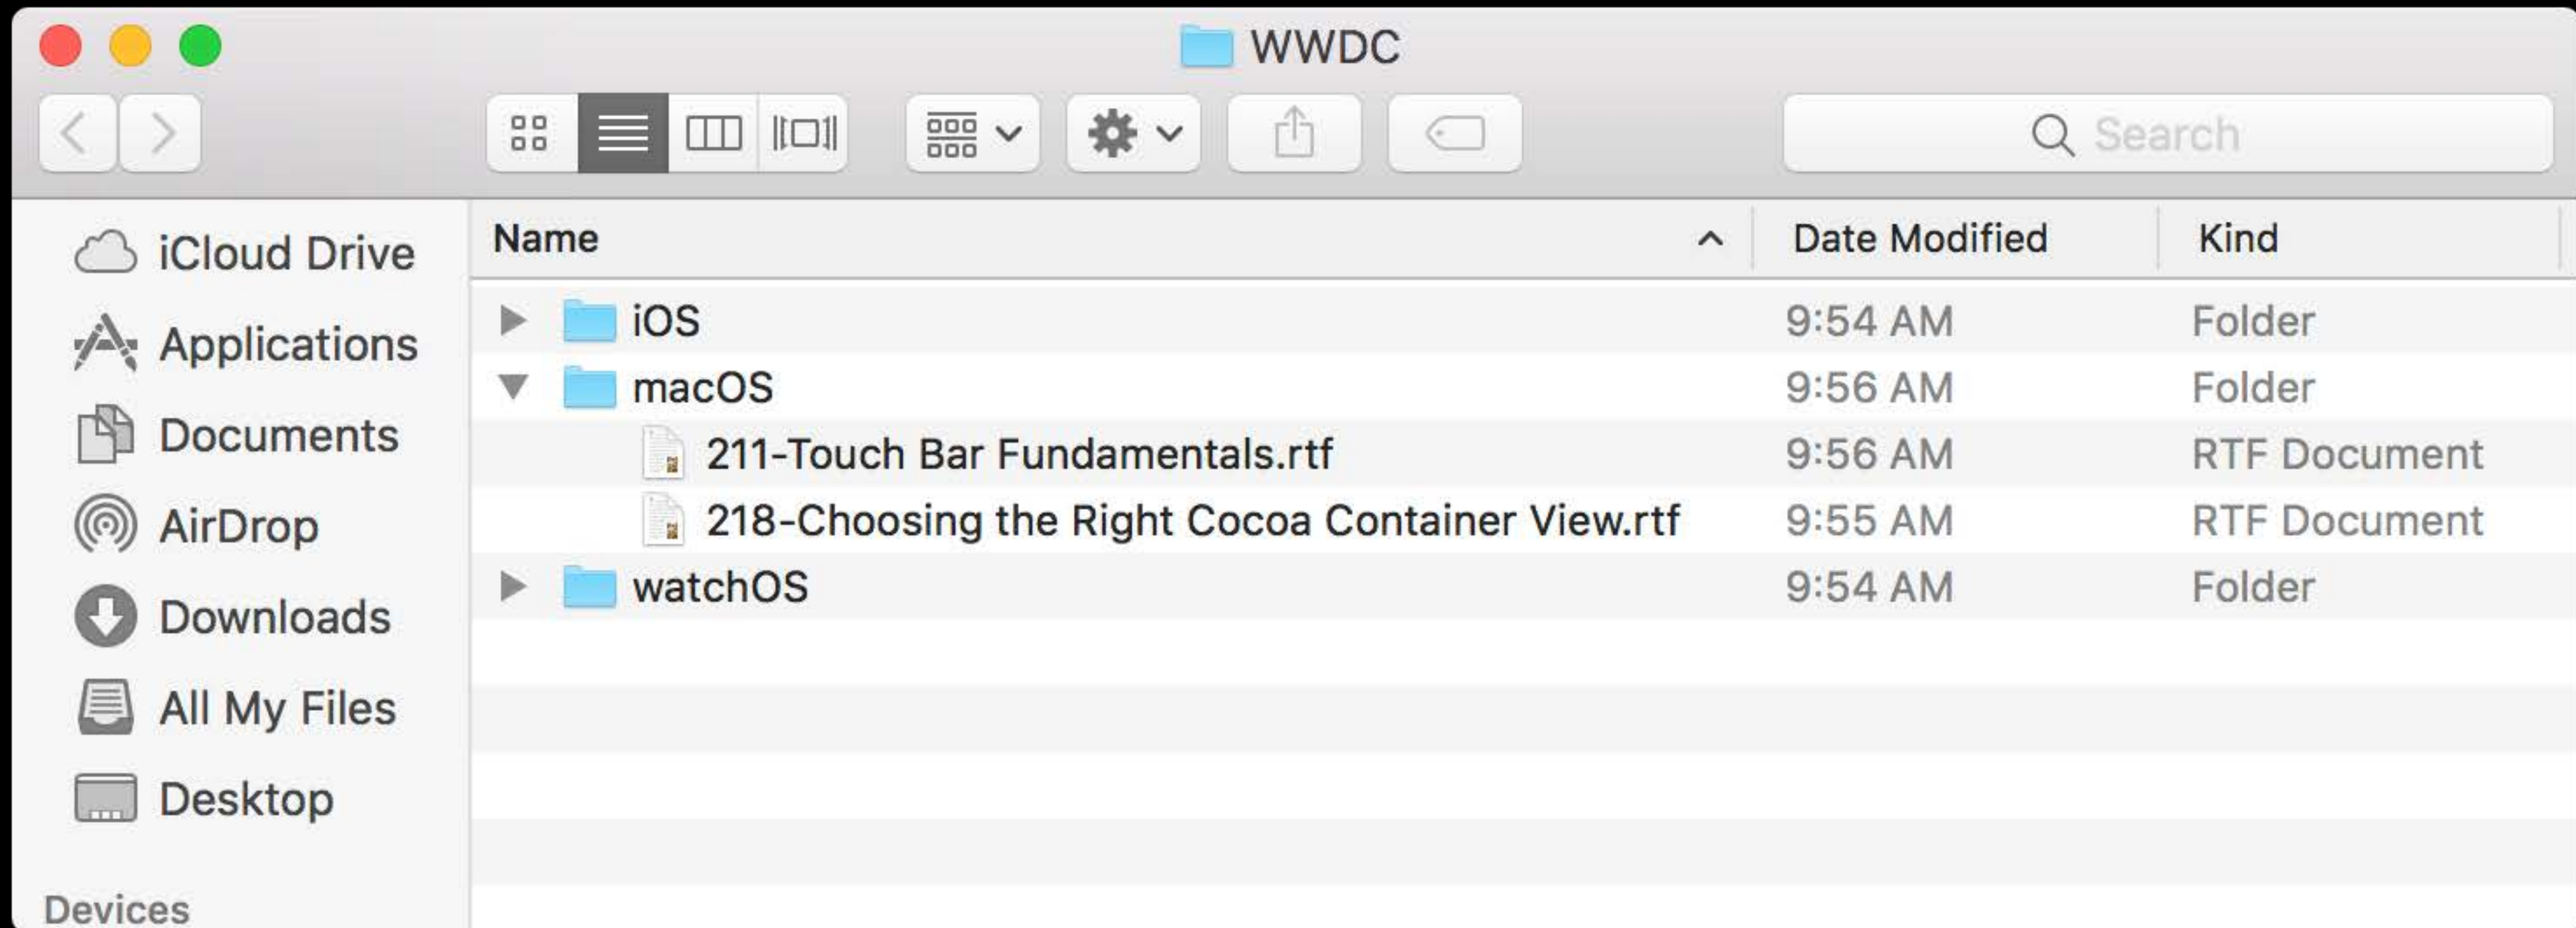 WWDC
Search
iCloud Drive
Applications
Documents
AirDrop
Downloads
All My Files
Desktop
Devices
Name Date Modified Kind
iOS 9:54 AM Folder
macOS 9:56 AM Folder
211-Touch Bar Fundamentals.rtf 9:56 AM RTF Document
218-Choosing the Right Cocoa Container View.rtf 9:55 AM RTF Document
watchOS 9:54 AM Folder